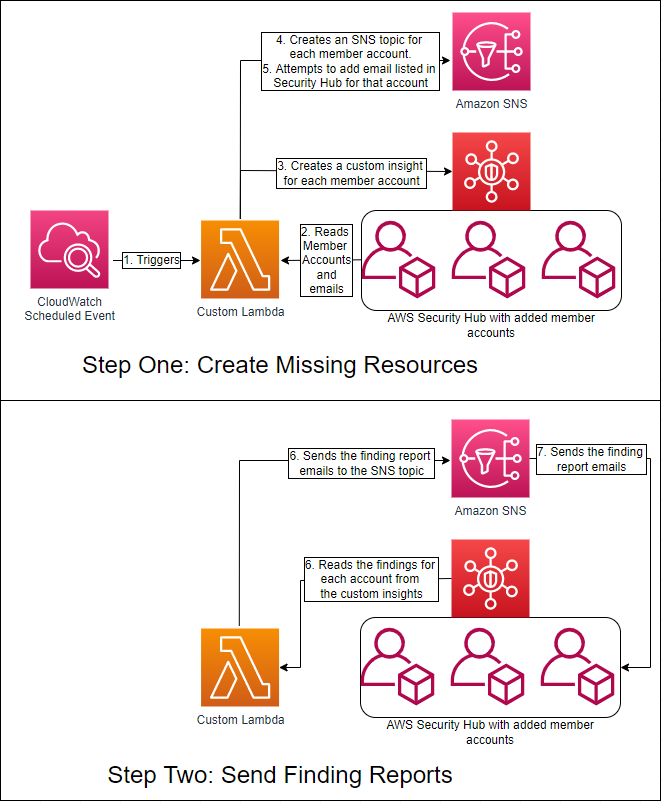 4. Creates an SNS topic for
each member account.
5. Attempts to add email listed in
Security Hub for that account
Amazon SNS
3. Creates a custom insight
for each member account
1. Triggers
2. Reads
Member
Accounts
and
emails
CloudWatch
Scheduled Event
Custom Lambda
AWS Security Hub with added member
accounts
Step One: Create Missing Resources
6. Sends the finding report
emails to the SNS topic
7. Sends the finding
report emails
Amazon SNS
6. Reads the findings for
each account from
the custom insights
Custom Lambda
AWS Security Hub with added member
accounts
Step Two: Send Finding Reports